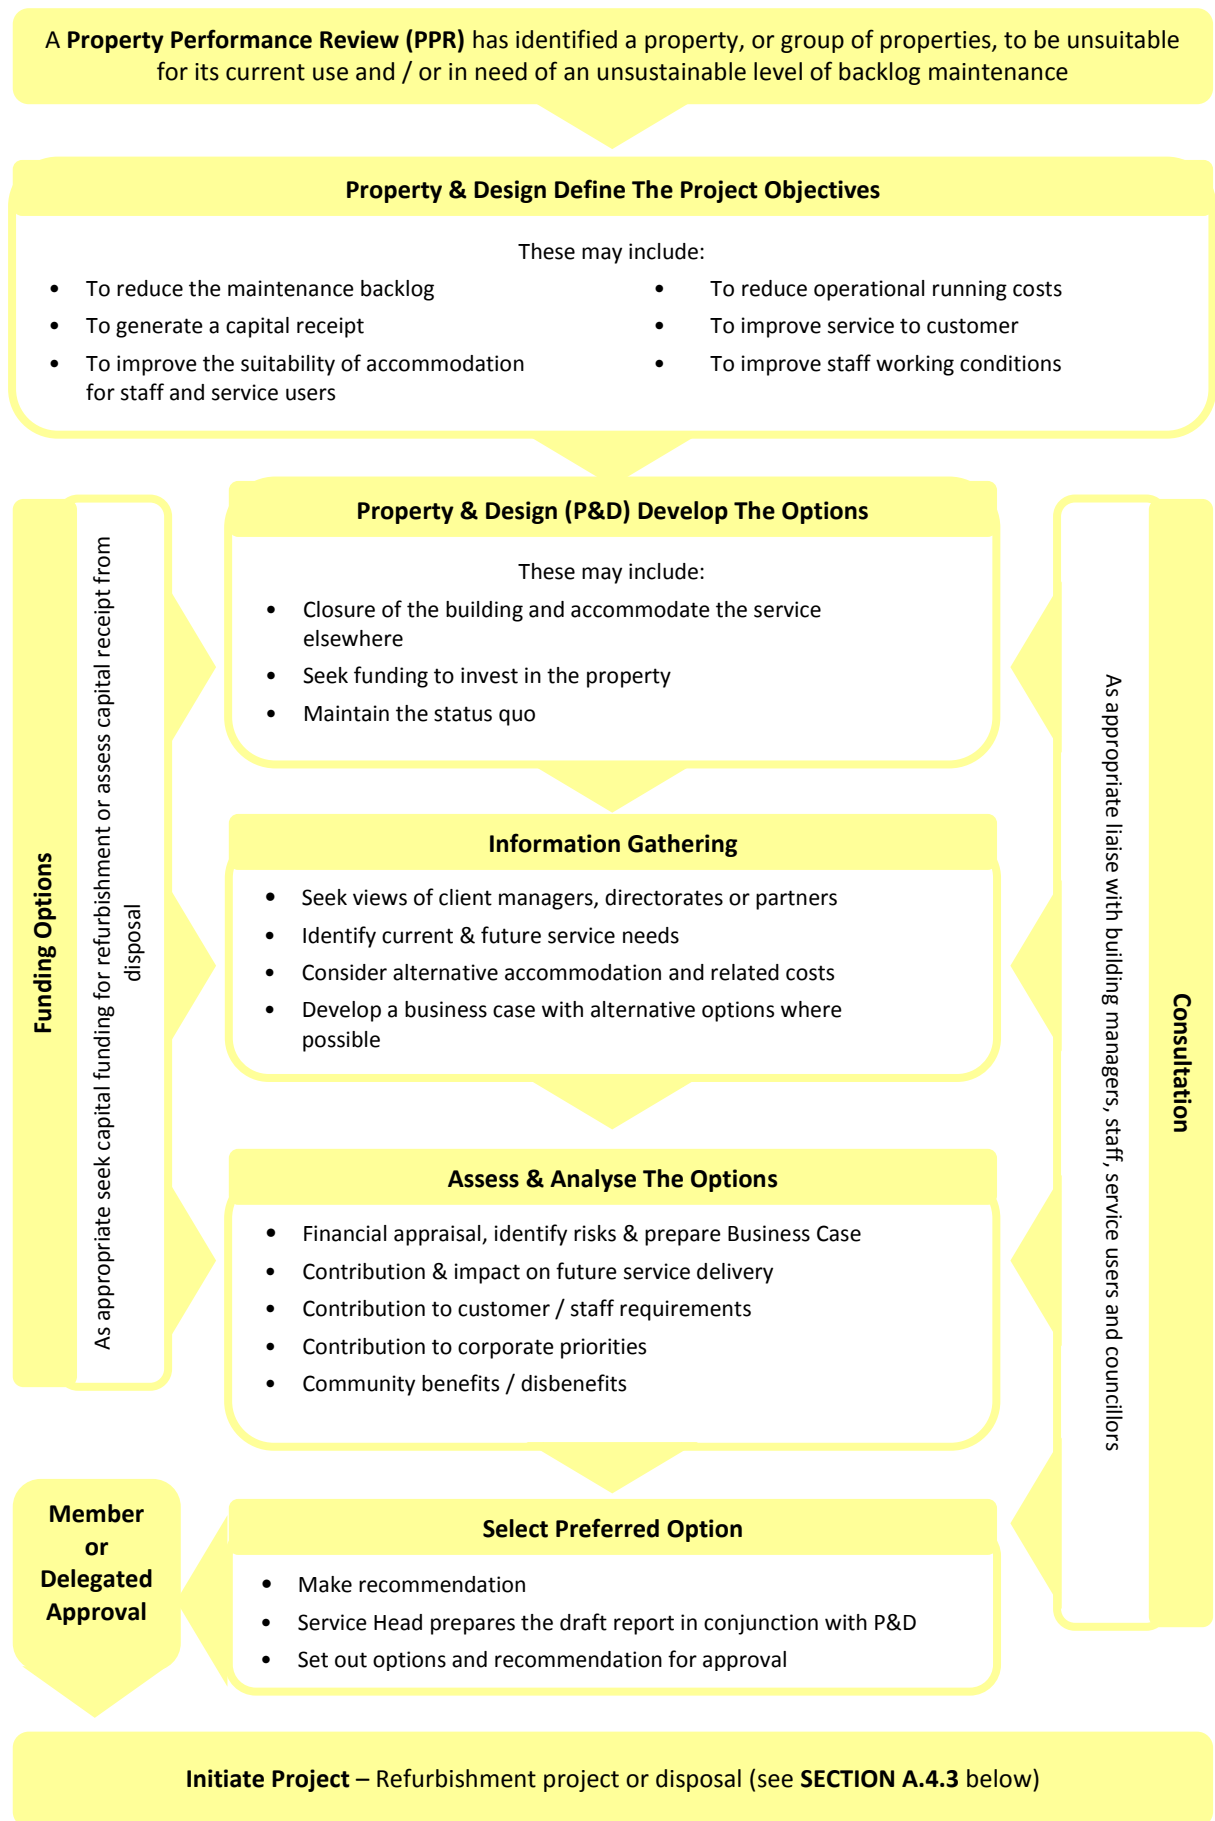 A Property Performance Review (PPR) has identified a property, or group of properties, to be unsuitable
for its current use and / or in need of an unsustainable level of backlog maintenance
Property & Design Define The Project Objectives
These may include:
• To reduce the maintenance backlog
• To generate a capital receipt
• To improve the suitability of accommodation
for staff and service users
• To reduce operational running costs
• To improve service to customer
• To improve staff working conditions
Funding Options
As appropriate seek capital funding for refurbishment or assess capital receipt from
disposal
Property & Design (P&D) Develop The Options
These may include:
• Closure of the building and accommodate the service
elsewhere
• Seek funding to invest in the property
• Maintain the status quo
Information Gathering
• Seek views of client managers, directorates or partners
• Identify current & future service needs
• Consider alternative accommodation and related costs
• Develop a business case with alternative options where
possible
Assess & Analyse The Options
• Financial appraisal, identify risks & prepare Business Case
• Contribution & impact on future service delivery
• Contribution to customer / staff requirements
• Contribution to corporate priorities
• Community benefits / disbenefits
As appropriate liaise with building managers, staff, service users and councillors
Consultation
Select Preferred Option
• Make recommendation
• Service Head prepares the draft report in conjunction with P&D
• Set out options and recommendation for approval
Member
or
Delegated
Approval
Initiate Project – Refurbishment project or disposal (see SECTION A.4.3 below)